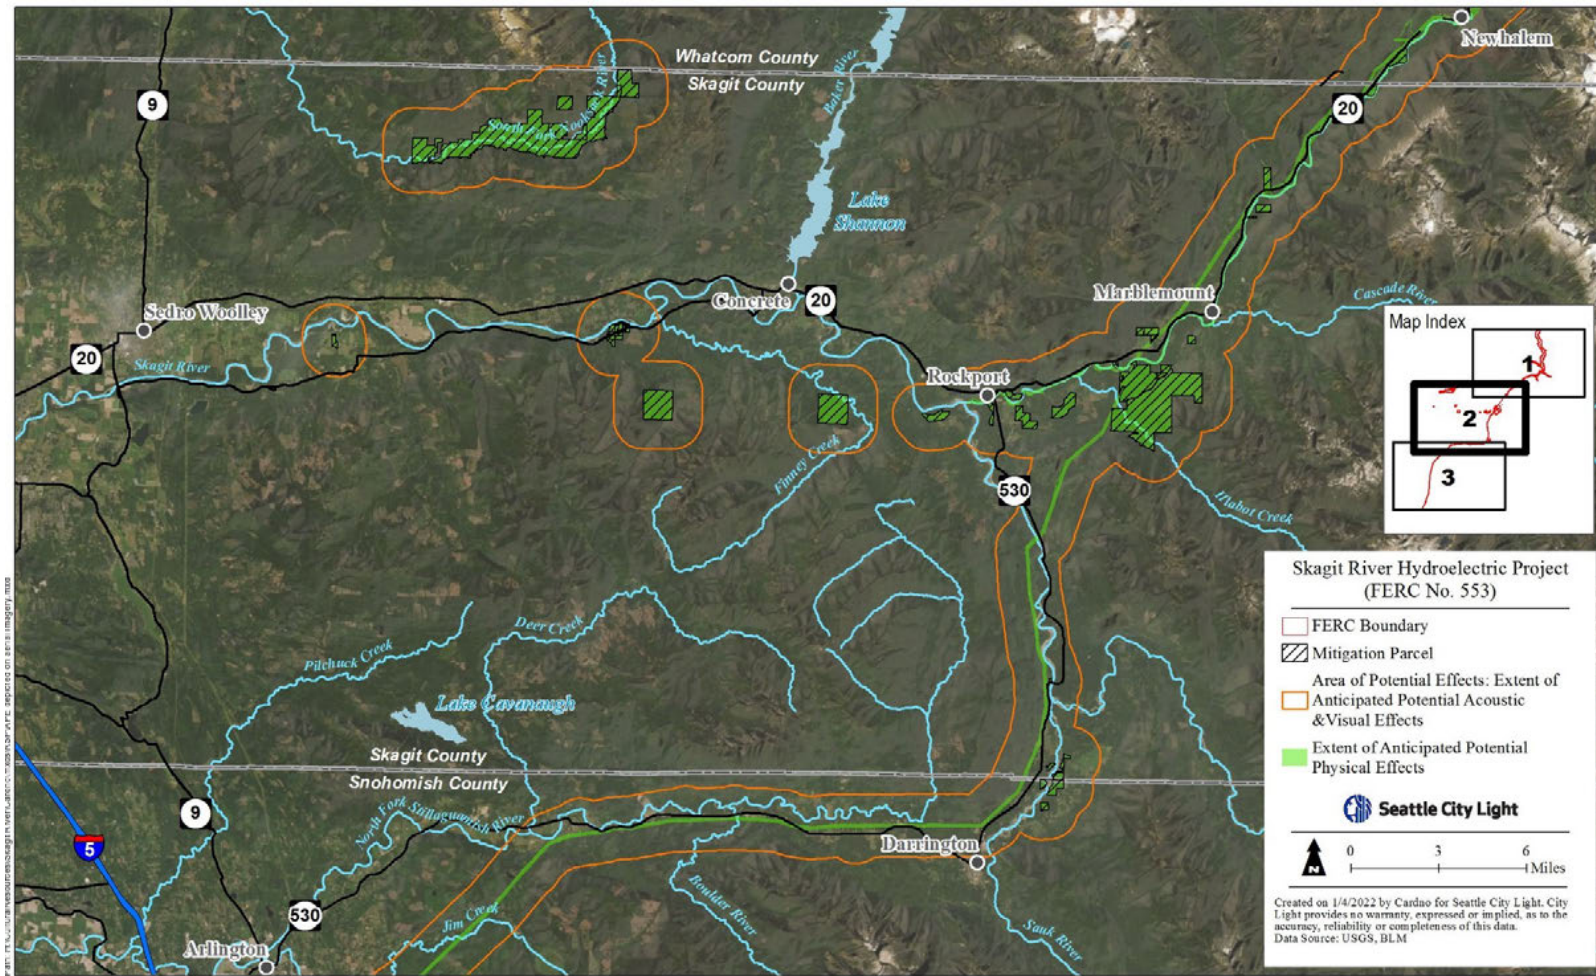 Newhalem
Whatcom County
Skagit County
Baker River
9
20
South Fork Nooksack River
Lake
Shannon
Concrete
20
Marblemount
Cascade River
Sedro Woolley
20
Skagit River
Rockport
Finney Creek
530
Illabot Creek
Map Index
1
2
3
Skagit River Hydroelectric Project
(FERC No. 553)
FERC Boundary
Mitigation Parcel
Area of Potential Effects: Extent of
Anticipated Potential Acoustic
&Visual Effects
Extent of Anticipated Potential
Physical Effects
Seattle City Light
N
0 3 6
Miles
Created on 1/4/2022 by Cardno for Seattle City Light. City
Light provides no warranty, expressed or implied, as to the
accuracy, reliability or completeness of this data.
Data Source: USGS, BLM
Pilchuck Creek
Deer Creek
Lake Cavanaugh
Skagit County
Snohomish County
9
North Fork Stillaguamish River
5
Darrington
Boulder River
530
Jim Creek
Sauk River
Arlington